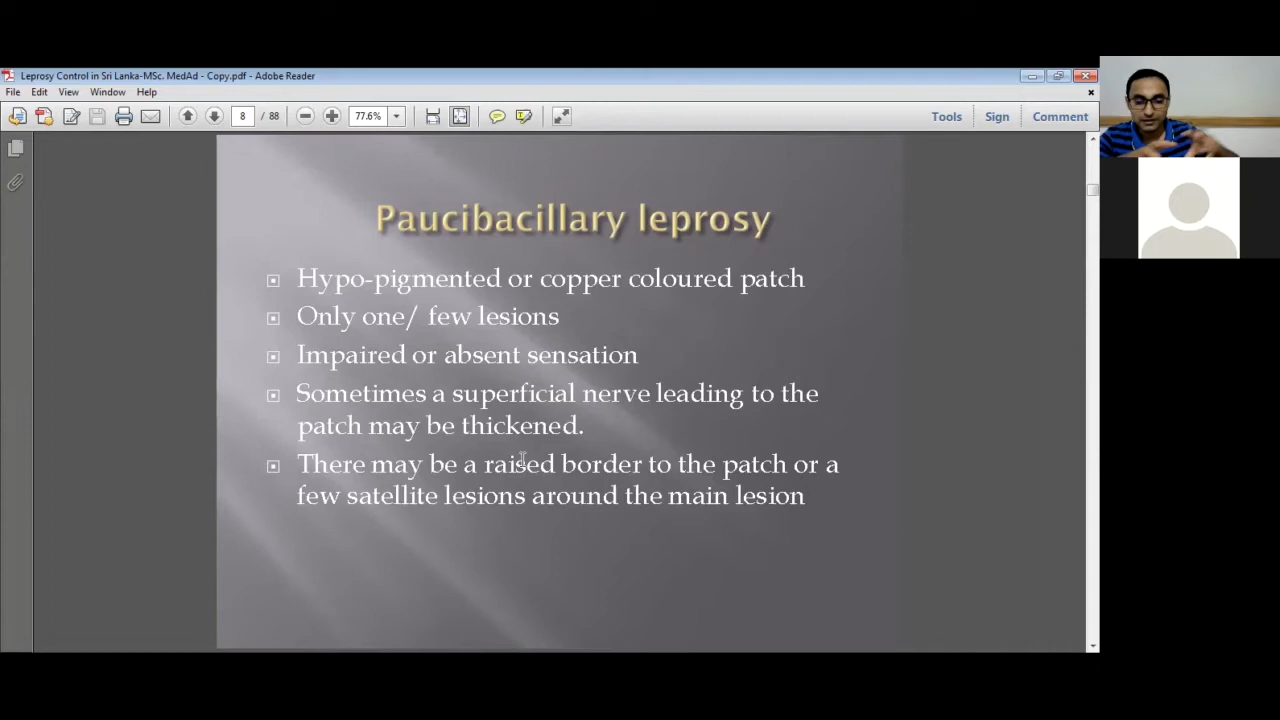 Leprosy Control in Sri Lanka-MSc. MedAd - Copy.pdf - Adobe Reader
File Edit View Window Help
8 / 88 77.6% Tools Sign Comment
Paucibacillary leprosy
Hypo-pigmented or copper coloured patch
Only one/ few lesions
Impaired or absent sensation
Sometimes a superficial nerve leading to the
patch may be thickened.
There may be a raised border to the patch or a
few satellite lesions around the main lesion